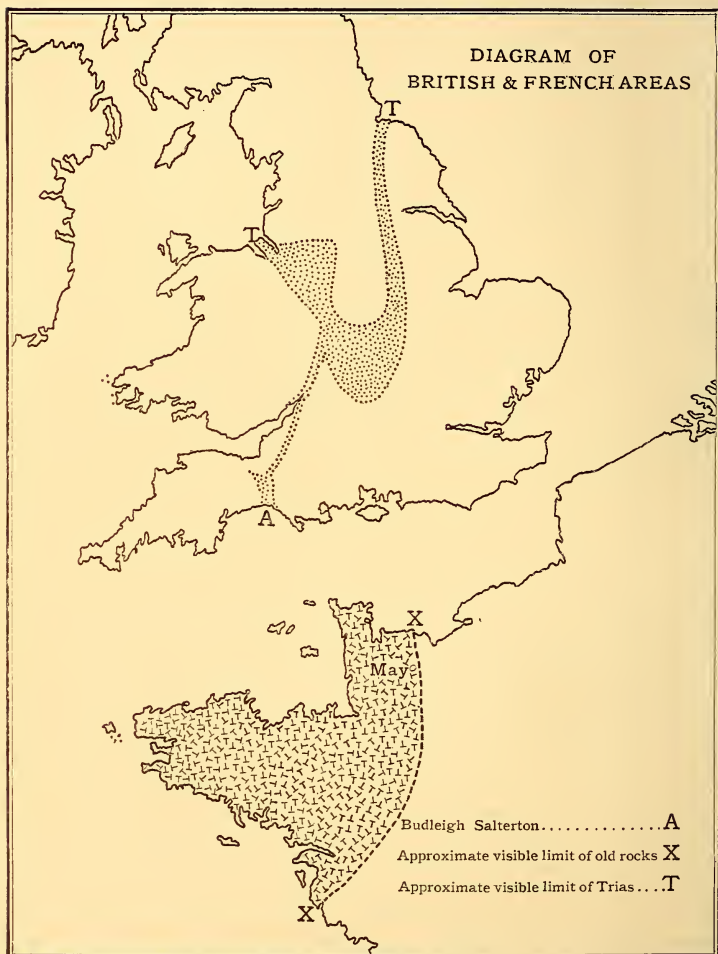 DIAGRAM OF
BRITISH & FRENCH AREAS
T
T
A
X
May
Budleigh Salterton..............A
Approximate visible limit of old rocks X
Approximate visible limit of Trias....T
X